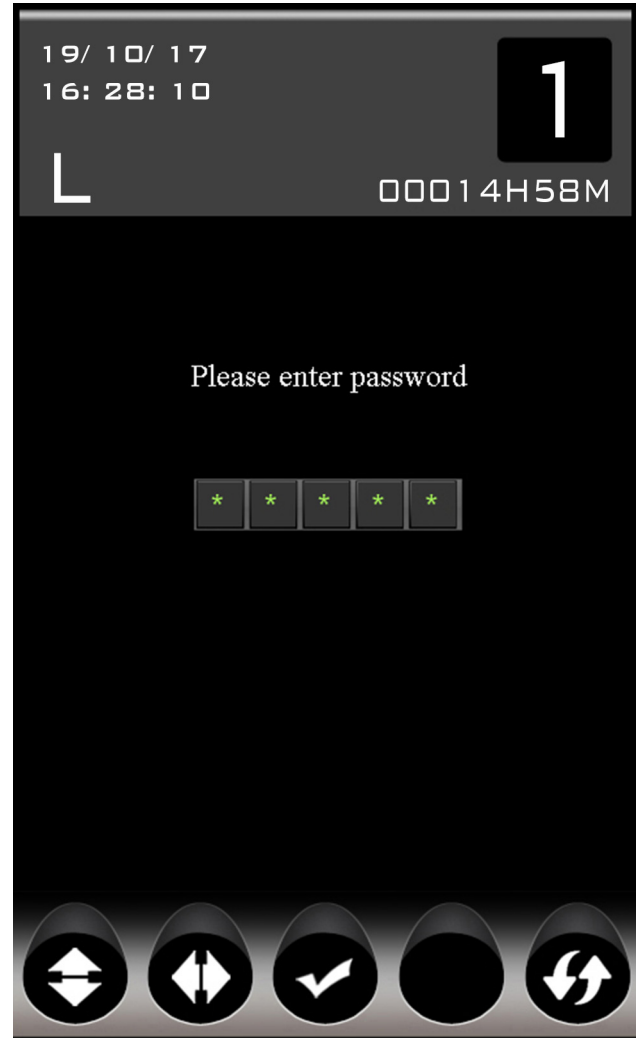 19/ 10/ 17
16: 28: 10
1
L
00014H58M
Please enter password
* * * * *